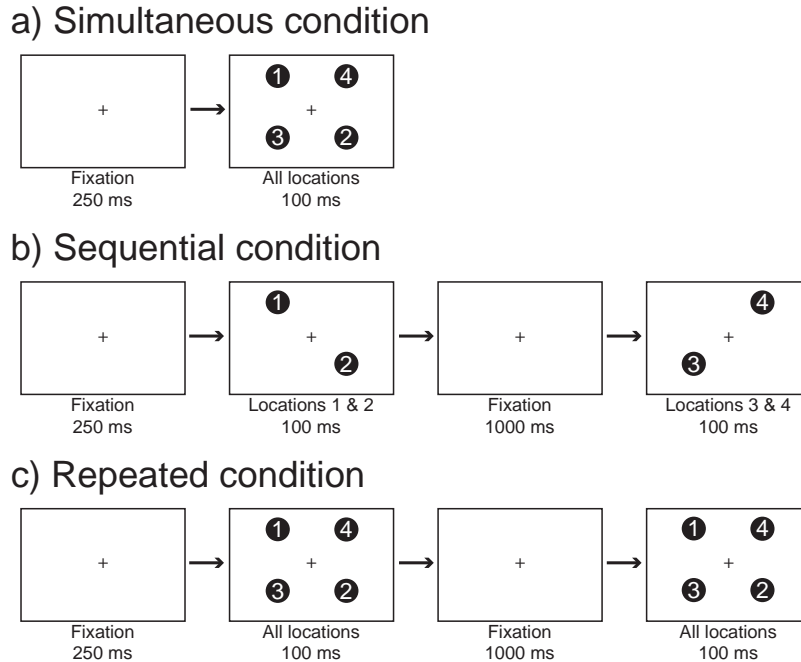 a) Simultaneous condition
1 4
+ +
3 2
Fixation All locations
250 ms 100 ms
b) Sequential condition
1 4
+ + + +
2 3
Fixation Locations 1 & 2 Fixation Locations 3 & 4
250 ms 100 ms 1000 ms 100 ms
c) Repeated condition
1 4 1 4
+ + + +
3 2 3 2
Fixation All locations Fixation All locations
250 ms 100 ms 1000 ms 100 ms